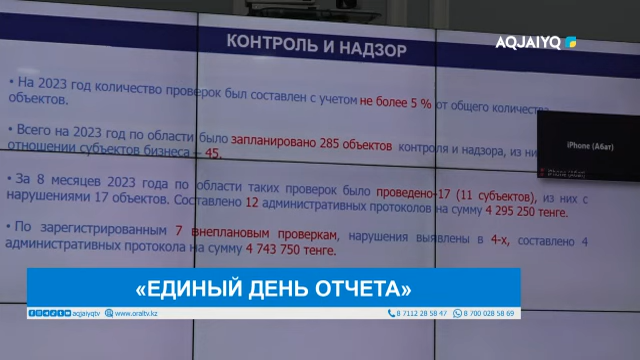 КОНТРОЛЬ И НАДЗОР
AQJAIYQ
• На 2023 год количество проверок был составлен с учетом не более 5 % от общего количества
объектов.
• Всего на 2023 год по области было запланировано 285 объектов контроля и надзора, из ни
отношении субъектов бизнеса – 45.
iPhone (Абат)
iPhone (Абат)
• За 8 месяцев 2023 года по области таких проверок было проведено-17 (11 субъектов), из них с
нарушениями 17 объектов. Составлено 12 административных протоколов на сумму 4 295 250 тенге.
• По зарегистрированным 7 внеплановым проверкам, нарушения выявлены в 4-х, составлено 4
административных протокола на сумму 4 743 750 тенге.
«ЕДИНЫЙ ДЕНЬ ОТЧЕТА»
aqjaiyqtv www.oraltv.kz 8 7112 28 58 47 8 700 028 58 69